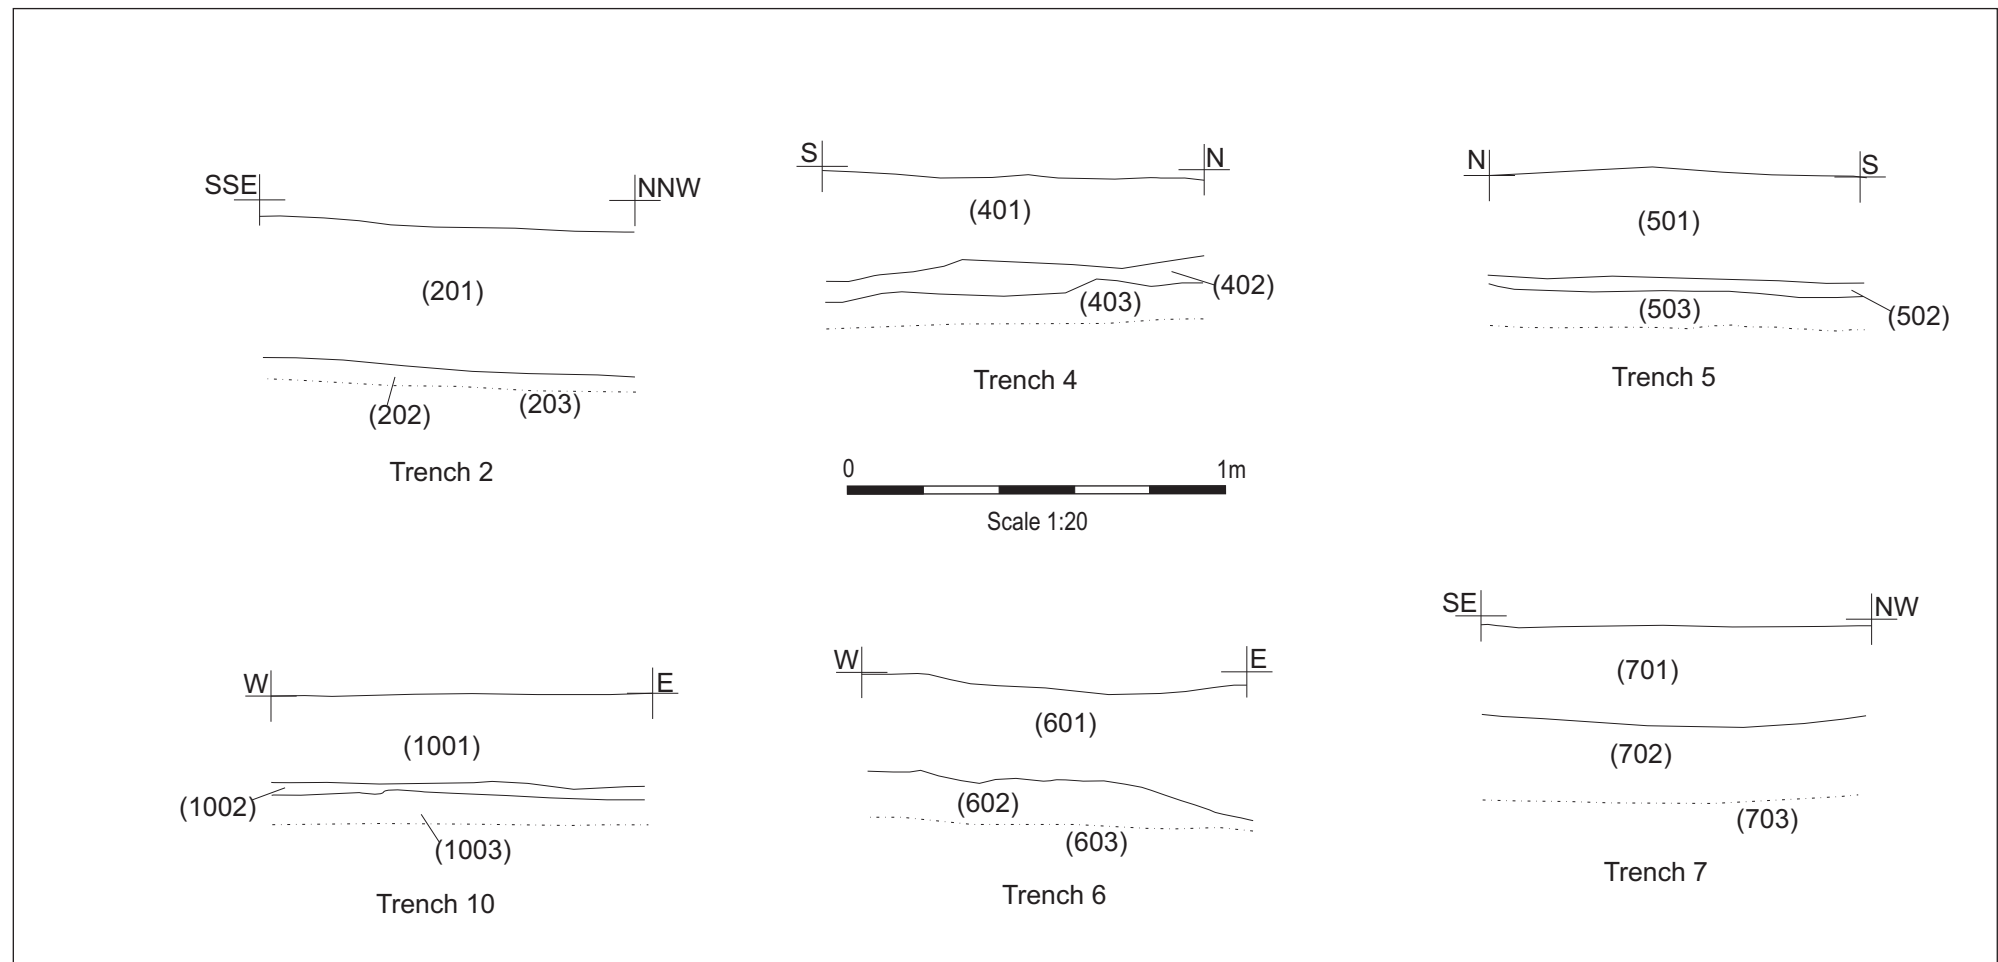 SSE
NNW
(201)
(202)
(203)
Trench 2
S
N
(401)
(402)
(403)
Trench 4
N
S
(501)
(502)
(503)
Trench 5
0
1m
Scale 1:20
W
E
(1001)
(1002)
(1003)
Trench 10
W
E
(601)
(602)
(603)
Trench 6
SE
NW
(701)
(702)
(703)
Trench 7